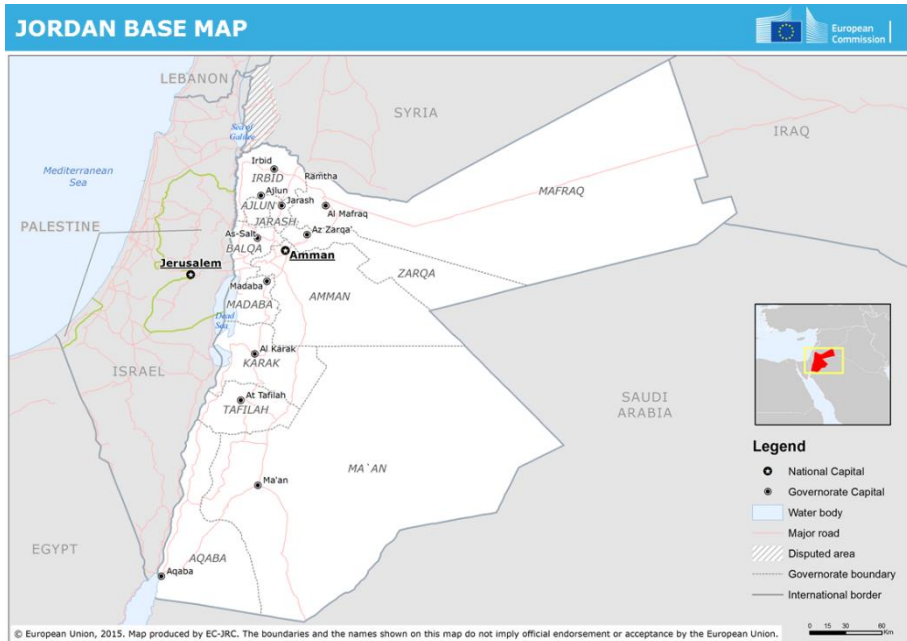 JORDAN BASE MAP
European
Commission
LEBANON
SYRIA
IRAQ
Sea of
Galilee
Mediterranean
Sea
Irbid
IRBID
Ramtha
MAFRAQ
Ajlun
AJLUN
Jarash
JARASH
Al Mafraq
PALESTINE
As-Salt
BALQA
Az Zarqa'
Amman
Jerusalem
ZARQA
Madaba
MADABA
AMMAN
Dead
Sea
Al Karak
KARAK
ISRAEL
At Tafilah
TAFILAH
SAUDI
ARABIA
MA`AN
Ma'an
EGYPT
AQABA
Aqaba
Legend
National Capital
Governorate Capital
Water body
Major road
Disputed area
Governorate boundary
International border
0 15 30 60
Km
© European Union, 2015. Map produced by EC-JRC. The boundaries and the names shown on this map do not imply official endorsement or acceptance by the European Union.